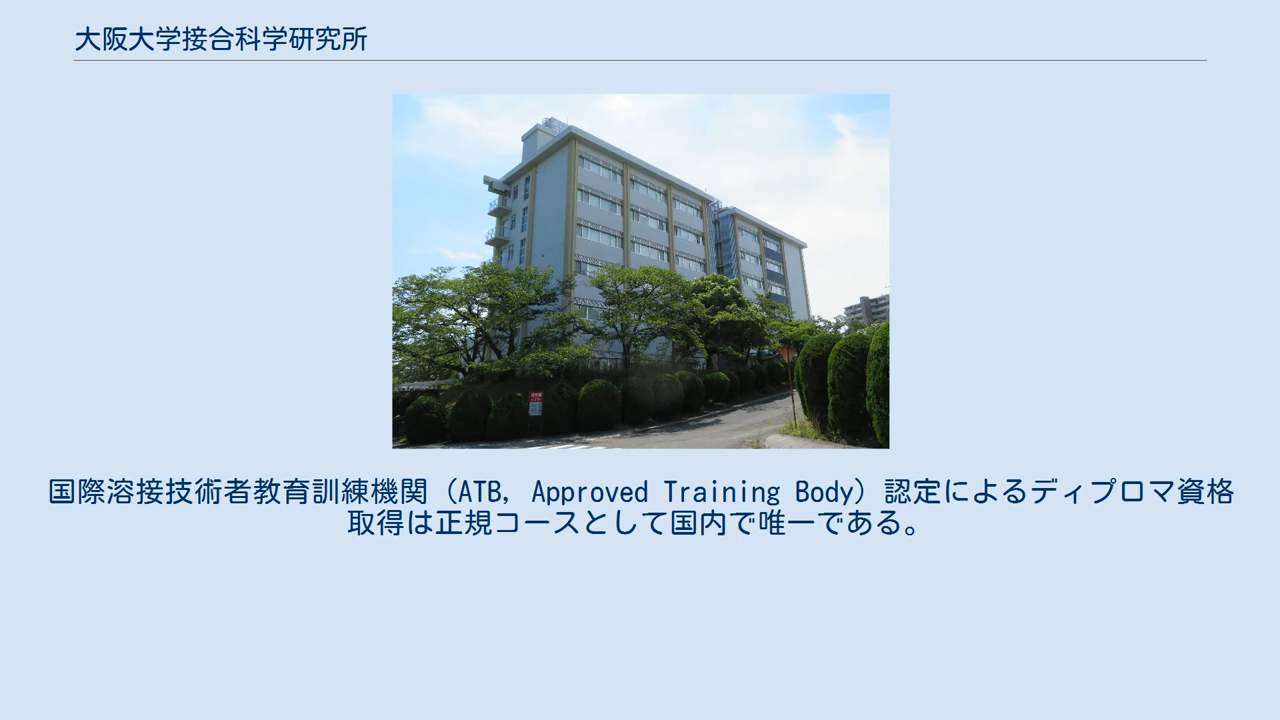 大阪大学接合科学研究所
国際溶接技術者教育訓練機関（ATB, Approved Training Body）認定によるディプロマ資格
取得は正規コースとして国内で唯一である。